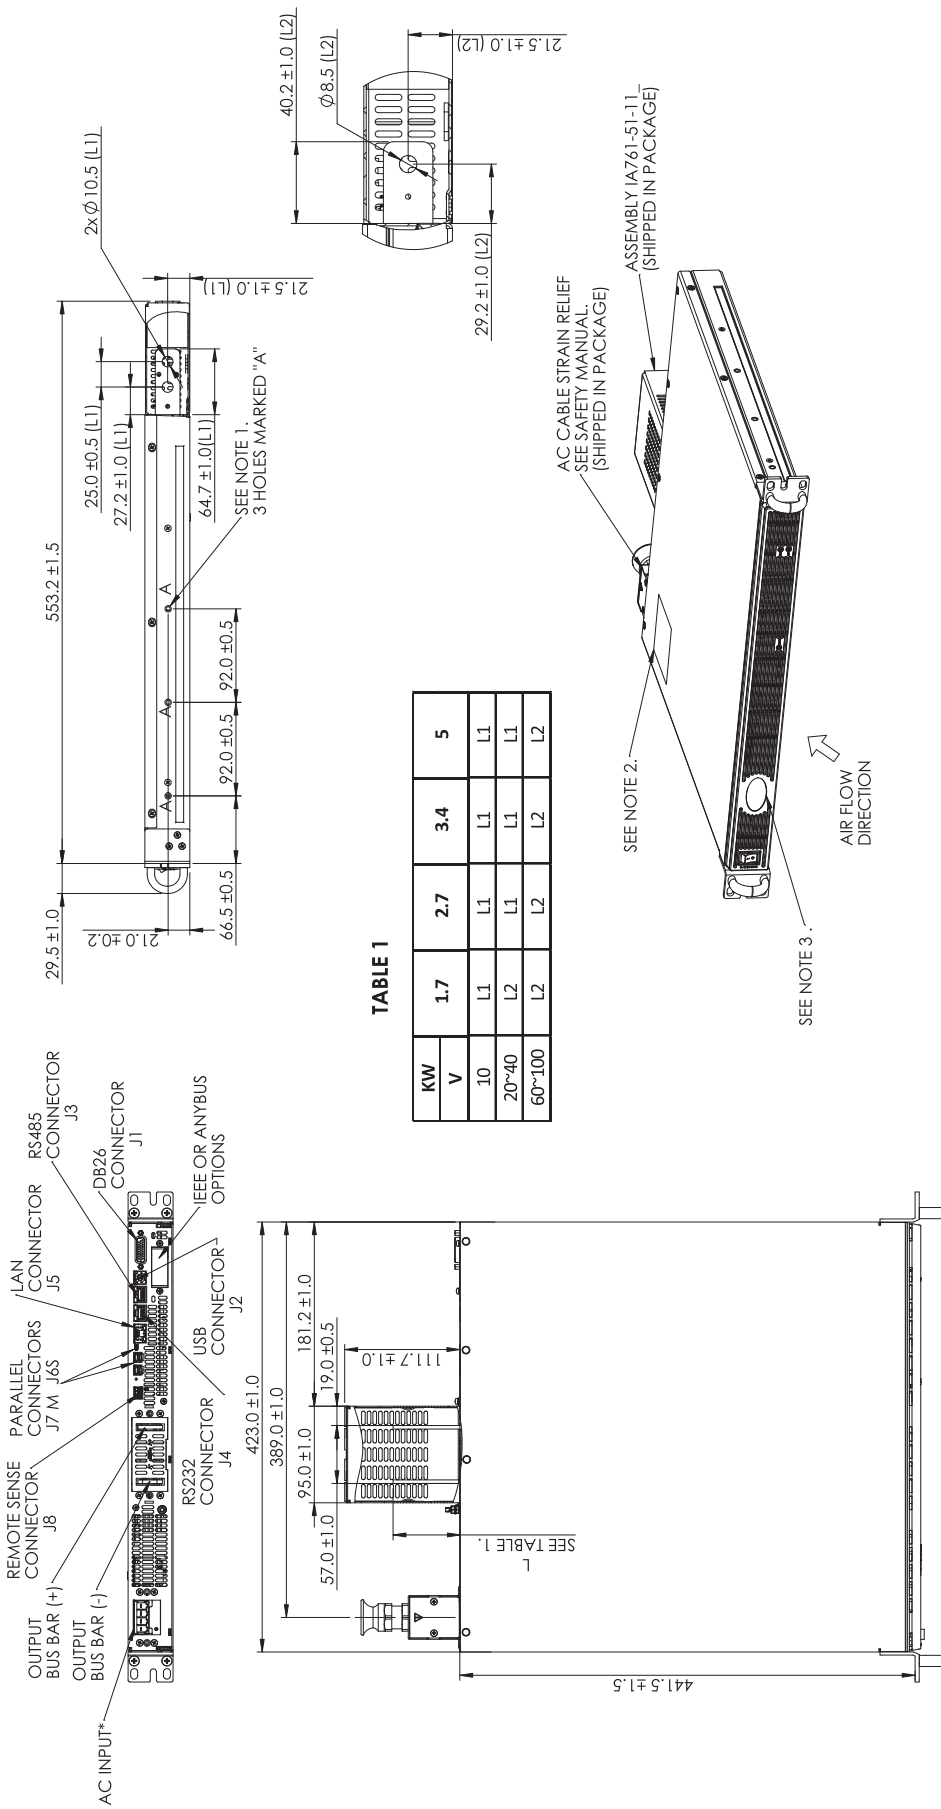 AC INPUT*
OUTPUT
BUS BAR (+)
OUTPUT
BUS BAR (-)
REMOTE SENSE
CONNECTOR
J8
PARALLEL
CONNECTORS
J7 M J6S
LAN
CONNECTOR
J5
RS485
CONNECTOR
J3
DB26
CONNECTOR
J1
IEEE OR ANYBUS
OPTIONS
USB
CONNECTOR
J2
RS232
CONNECTOR
J4
29.5 ±1.0
553.2 ±1.5
21.0 ±0.2
66.5 ±0.5
92.0 ±0.5
92.0 ±0.5
A
A
A
SEE NOTE 1.
3 HOLES MARKED "A"
25.0 ±0.5 (L1)
27.2 ±1.0 (L1)
64.7 ±1.0(L1)
2x Ø 10.5 (L1)
21.5 ±1.0 (L1)
40.2 ±1.0 (L2)
Ø 8.5 (L2)
21.5 ±1.0 (L2)
29.2 ±1.0 (L2)
423.0 ±1.0
389.0 ±1.0
181.2 ±1.0
19.0 ±0.5
111.7 ±1.0
95.0 ±1.0
57.0 ±1.0
L
SEE TABLE 1.
441.5 ±1.5
TABLE 1
KW 1.7 2.7 3.4 5
V
10 L1 L1 L1 L1
20~40 L2 L1 L1 L1
60~100 L2 L2 L2 L2
AC CABLE STRAIN RELIEF
SEE SAFETY MANUAL.
(SHIPPED IN PACKAGE)
ASSEMBLY IA761-51-11_
(SHIPPED IN PACKAGE)
SEE NOTE 2.
SEE NOTE 3 .
AIR FLOW
DIRECTION